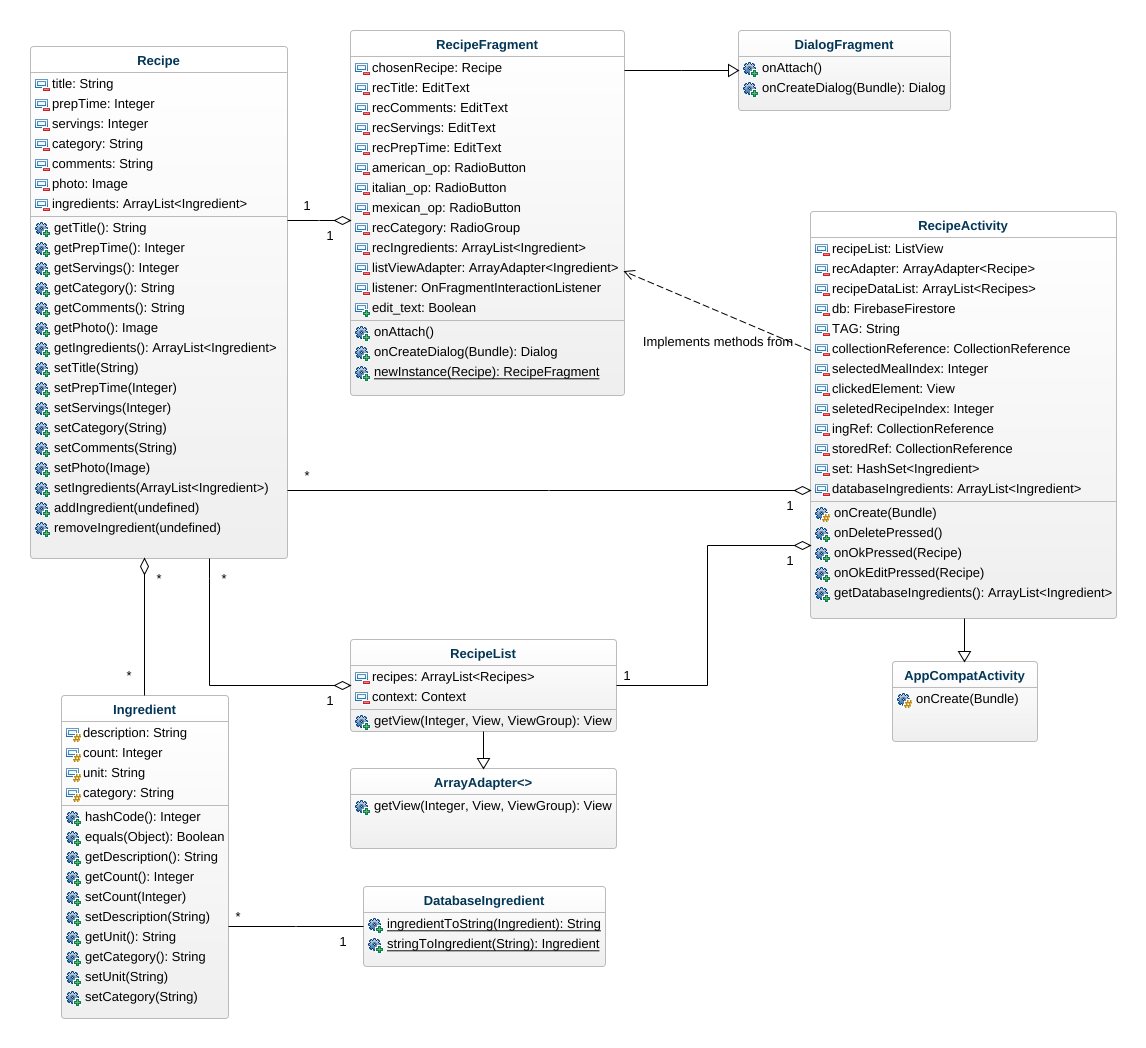 Recipe
title: String
prepTime: Integer
servings: Integer
category: String
comments: String
photo: Image
ingredients: ArrayList<Ingredient>
getTitle(): String
getPrepTime(): Integer
getServings(): Integer
getCategory(): String
getComments(): String
getPhoto(): Image
getIngredients(): ArrayList<Ingredient>
setTitle(String)
setPrepTime(Integer)
setServings(Integer)
setCategory(String)
setComments(String)
setPhoto(Image)
setIngredients(ArrayList<Ingredient>)
addIngredient(undefined)
removeIngredient(undefined)
1
1
RecipeFragment
chosenRecipe: Recipe
recTitle: EditText
recComments: EditText
recServings: EditText
recPrepTime: EditText
american_op: RadioButton
italian_op: RadioButton
mexican_op: RadioButton
recCategory: RadioGroup
recIngredients: ArrayList<Ingredient>
listViewAdapter: ArrayAdapter<Ingredient>
listener: OnFragmentInteractionListener
edit_text: Boolean
onAttach()
onCreateDialog(Bundle): Dialog
newInstance(Recipe): RecipeFragment
DialogFragment
onAttach()
onCreateDialog(Bundle): Dialog
Implements methods from
RecipeActivity
recipeList: ListView
recAdapter: ArrayAdapter<Recipe>
recipeDataList: ArrayList<Recipes>
db: FirebaseFirestore
TAG: String
collectionReference: CollectionReference
selectedMealIndex: Integer
clickedElement: View
seletedRecipeIndex: Integer
ingRef: CollectionReference
storedRef: CollectionReference
set: HashSet<Ingredient>
databaseIngredients: ArrayList<Ingredient>
onCreate(Bundle)
onDeletePressed()
onOkPressed(Recipe)
onOkEditPressed(Recipe)
getDatabaseIngredients(): ArrayList<Ingredient>
*
1
1
*
*
*
1
1
RecipeList
recipes: ArrayList<Recipes>
context: Context
getView(Integer, View, ViewGroup): View
AppCompatActivity
onCreate(Bundle)
ArrayAdapter<>
getView(Integer, View, ViewGroup): View
Ingredient
description: String
count: Integer
unit: String
category: String
hashCode(): Integer
equals(Object): Boolean
getDescription(): String
getCount(): Integer
setCount(Integer)
setDescription(String)
getUnit(): String
getCategory(): String
setUnit(String)
setCategory(String)
*
1
DatabaseIngredient
ingredientToString(Ingredient): String
stringToIngredient(String): Ingredient